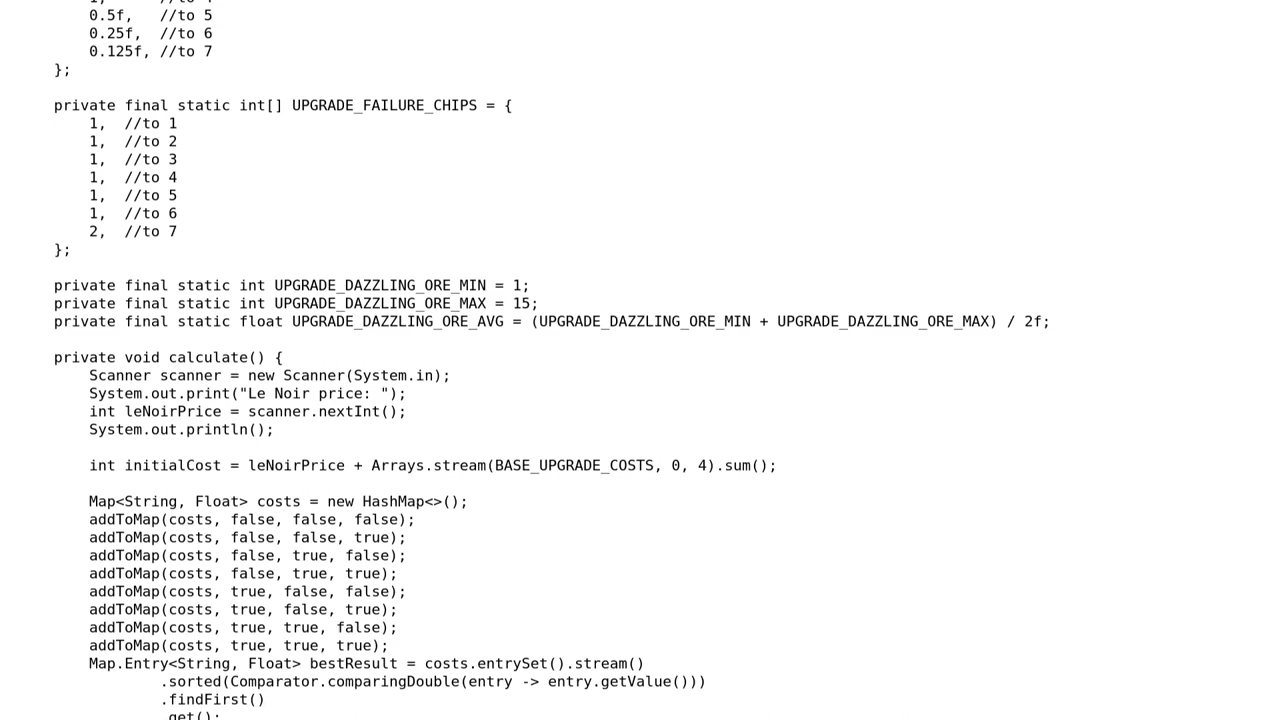 0.5f,   //to 5
0.25f,  //to 6
0.125f, //to 7
};
private final static int[] UPGRADE_FAILURE_CHIPS = {
1,  //to 1
1,  //to 2
1,  //to 3
1,  //to 4
1,  //to 5
1,  //to 6
2,  //to 7
};
private final static int UPGRADE_DAZZLING_ORE_MIN = 1;
private final static int UPGRADE_DAZZLING_ORE_MAX = 15;
private final static float UPGRADE_DAZZLING_ORE_AVG = (UPGRADE_DAZZLING_ORE_MIN + UPGRADE_DAZZLING_ORE_MAX) / 2f;
private void calculate() {
Scanner scanner = new Scanner(System.in);
System.out.print("Le Noir price: ");
int leNoirPrice = scanner.nextInt();
System.out.println();
int initialCost = leNoirPrice + Arrays.stream(BASE_UPGRADE_COSTS, 0, 4).sum();
Map<String, Float> costs = new HashMap<>();
addToMap(costs, false, false, false);
addToMap(costs, false, false, true);
addToMap(costs, false, true, false);
addToMap(costs, false, true, true);
addToMap(costs, true, false, false);
addToMap(costs, true, false, true);
addToMap(costs, true, true, false);
addToMap(costs, true, true, true);
Map.Entry<String, Float> bestResult = costs.entrySet().stream()
.sorted(Comparator.comparingDouble(entry -> entry.getValue()))
.findFirst()
.get();